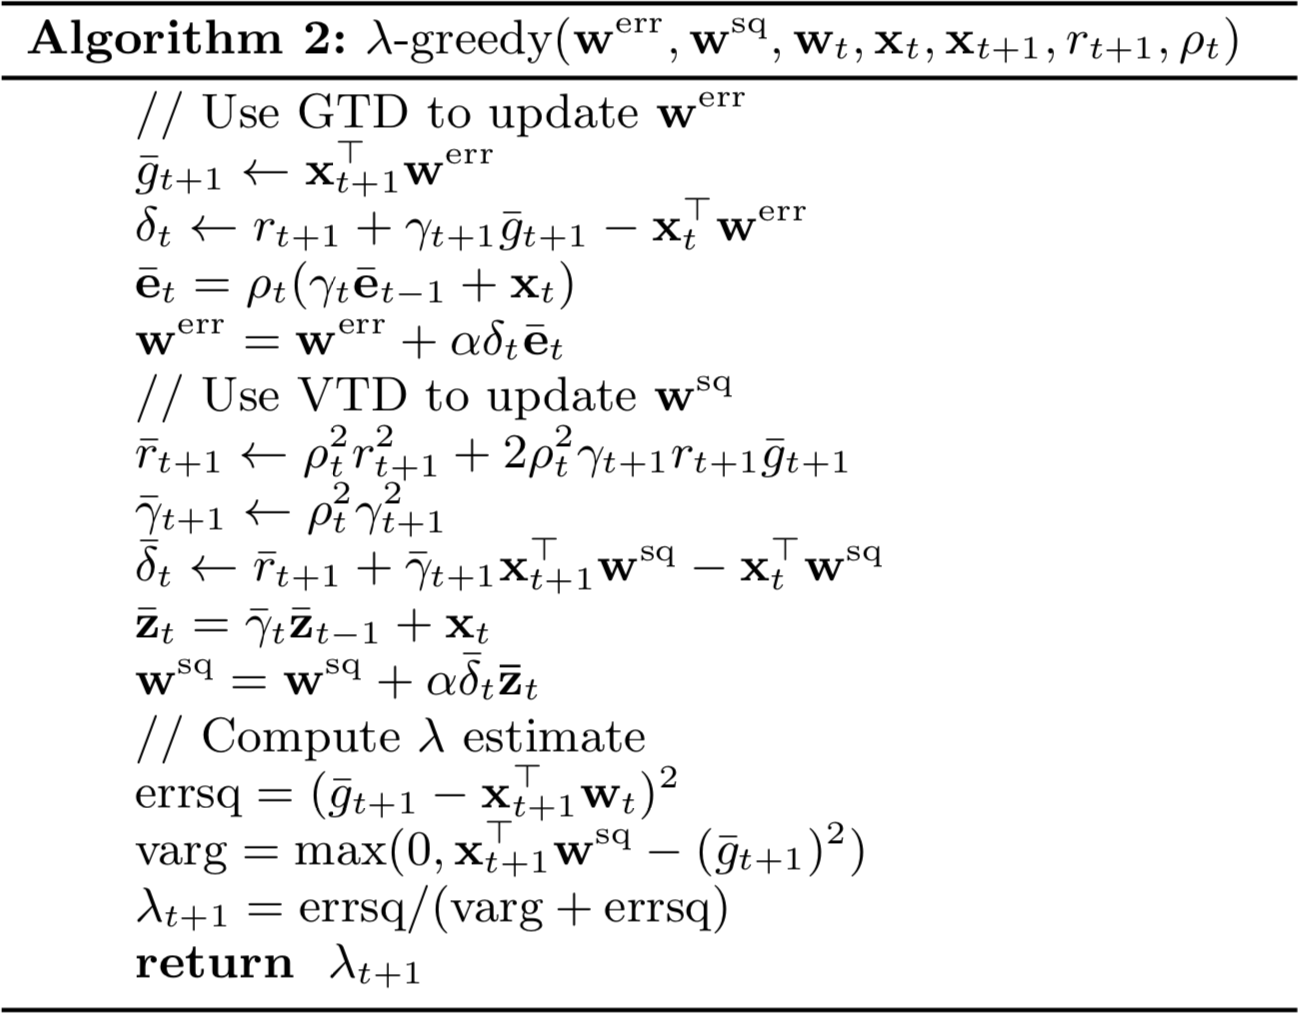 Algorithm 2: λ-greedy(w^err, w^sq, w_t, x_t, x_{t+1}, r_{t+1}, ρ_t)
// Use GTD to update w^err
ḡ_{t+1} ← x_{t+1}^⊤ w^err
δ_t ← r_{t+1} + γ_{t+1} ḡ_{t+1} − x_t^⊤ w^err
ē_t = ρ_t(γ_t ē_{t−1} + x_t)
w^err = w^err + αδ_t ē_t
// Use VTD to update w^sq
r̄_{t+1} ← ρ_t^2 r_{t+1}^2 + 2ρ_t^2 γ_{t+1} r_{t+1} ḡ_{t+1}
γ̄_{t+1} ← ρ_t^2 γ_{t+1}^2
δ̄_t ← r̄_{t+1} + γ̄_{t+1} x_{t+1}^⊤ w^sq − x_t^⊤ w^sq
z̄_t = γ̄_t z̄_{t−1} + x_t
w^sq = w^sq + αδ̄_t z̄_t
// Compute λ estimate
errsq = (ḡ_{t+1} − x_{t+1}^⊤ w_t)^2
varg = max(0, x_{t+1}^⊤ w^sq − (ḡ_{t+1})^2)
λ_{t+1} = errsq/(varg + errsq)
return λ_{t+1}